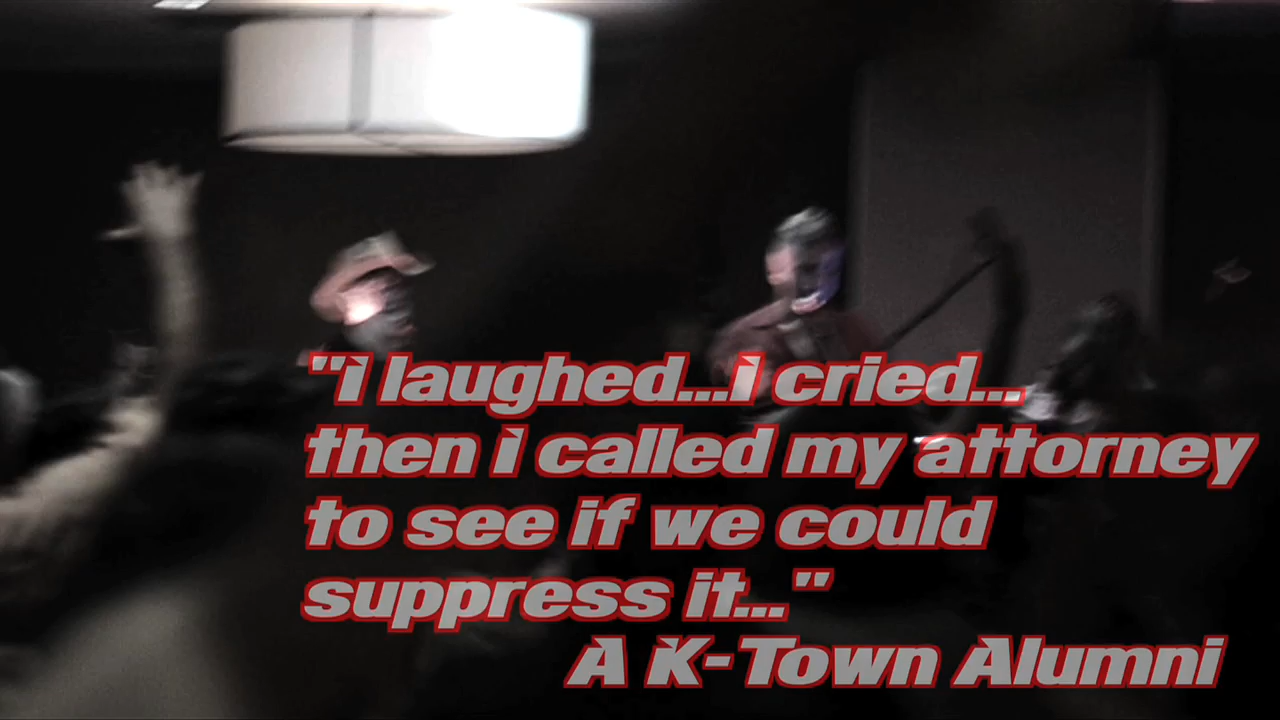 "I laughed...I cried...
then I called my attorney
to see if we could
suppress it..."
A K-Town Alumni